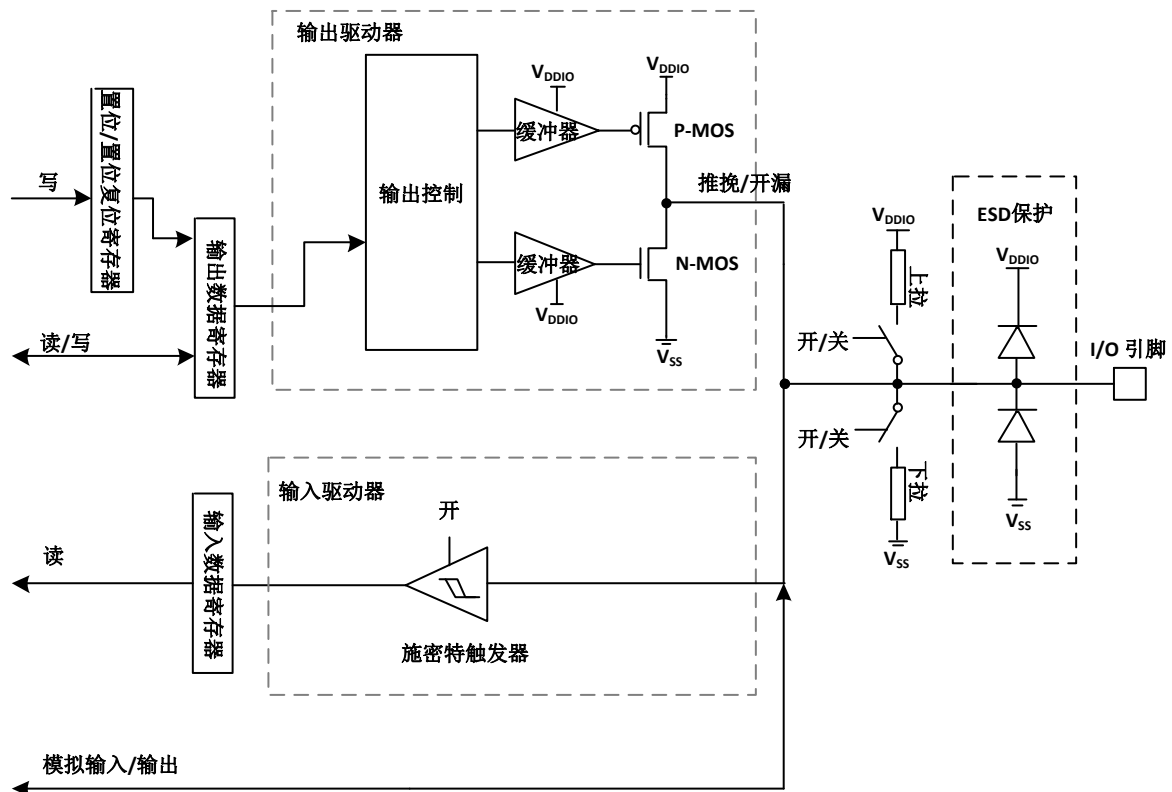 输出驱动器
V_DDIO
V_DDIO
缓冲器
P-MOS
置位/置位复位寄存器
写
输出控制
推挽/开漏
ESD保护
V_DDIO
输出数据寄存器
缓冲器
N-MOS
V_DDIO
上拉
V_DDIO
读/写
V_SS
开/关
I/O 引脚
开/关
输入驱动器
下拉
开
V_SS
V_SS
读
输入数据寄存器
施密特触发器
模拟输入/输出